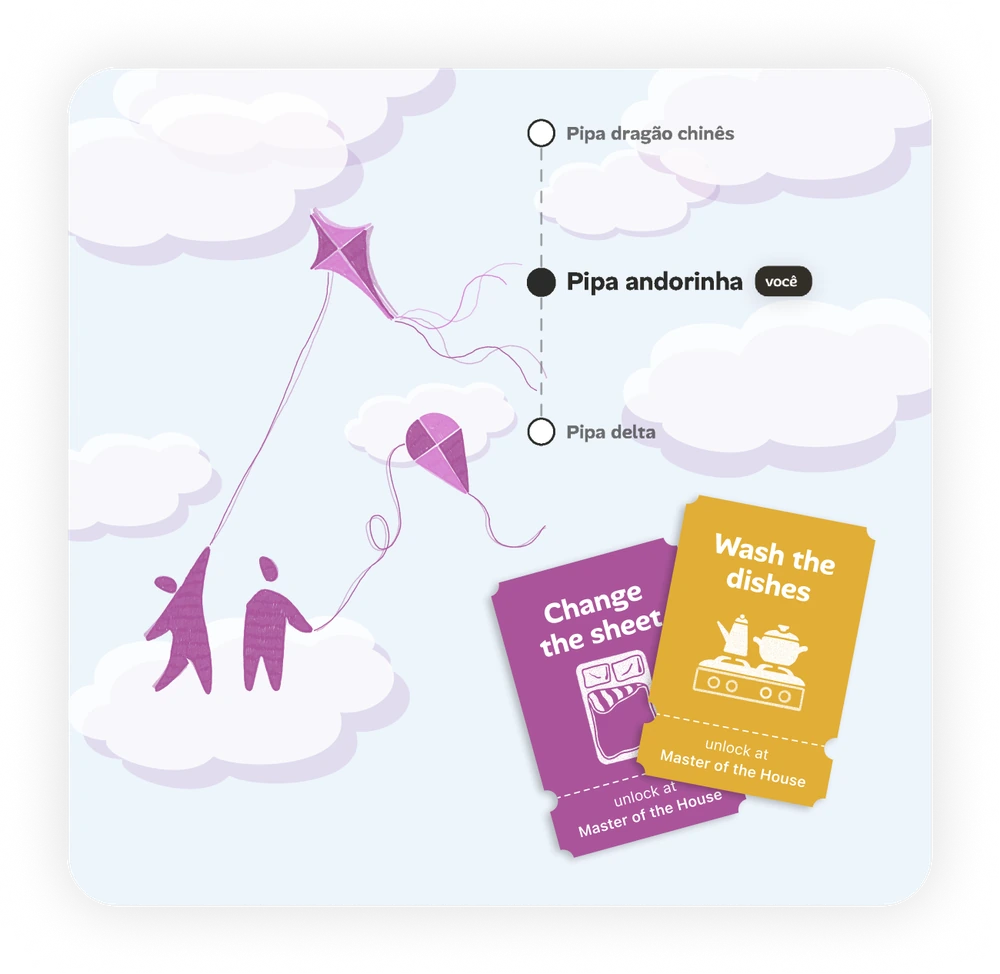 Pipa dragão chinês
Pipa andorinha
você
Pipa delta
Change
the sheet
unlock at
Master of the House
Wash the
dishes
unlock at
Master of the House